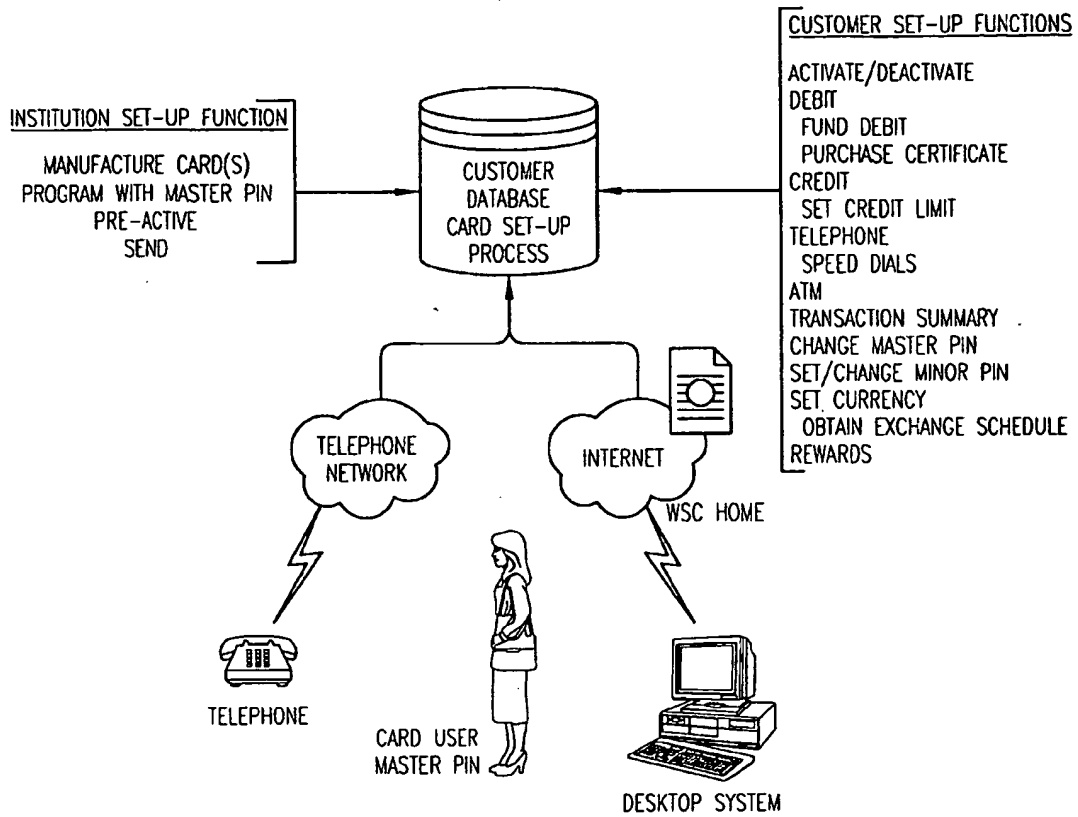 CUSTOMER SET-UP FUNCTIONS
ACTIVATE/DEACTIVATE
DEBIT
FUND DEBIT
PURCHASE CERTIFICATE
CREDIT
SET CREDIT LIMIT
TELEPHONE
SPEED DIALS
ATM
TRANSACTION SUMMARY
CHANGE MASTER PIN
SET/CHANGE MINOR PIN
SET CURRENCY
OBTAIN EXCHANGE SCHEDULE
REWARDS
INSTITUTION SET-UP FUNCTION
MANUFACTURE CARD(S)
PROGRAM WITH MASTER PIN
PRE-ACTIVE
SEND
CUSTOMER
DATABASE
CARD SET-UP
PROCESS
TELEPHONE
NETWORK
INTERNET
WSC HOME
TELEPHONE
CARD USER
MASTER PIN
DESKTOP SYSTEM